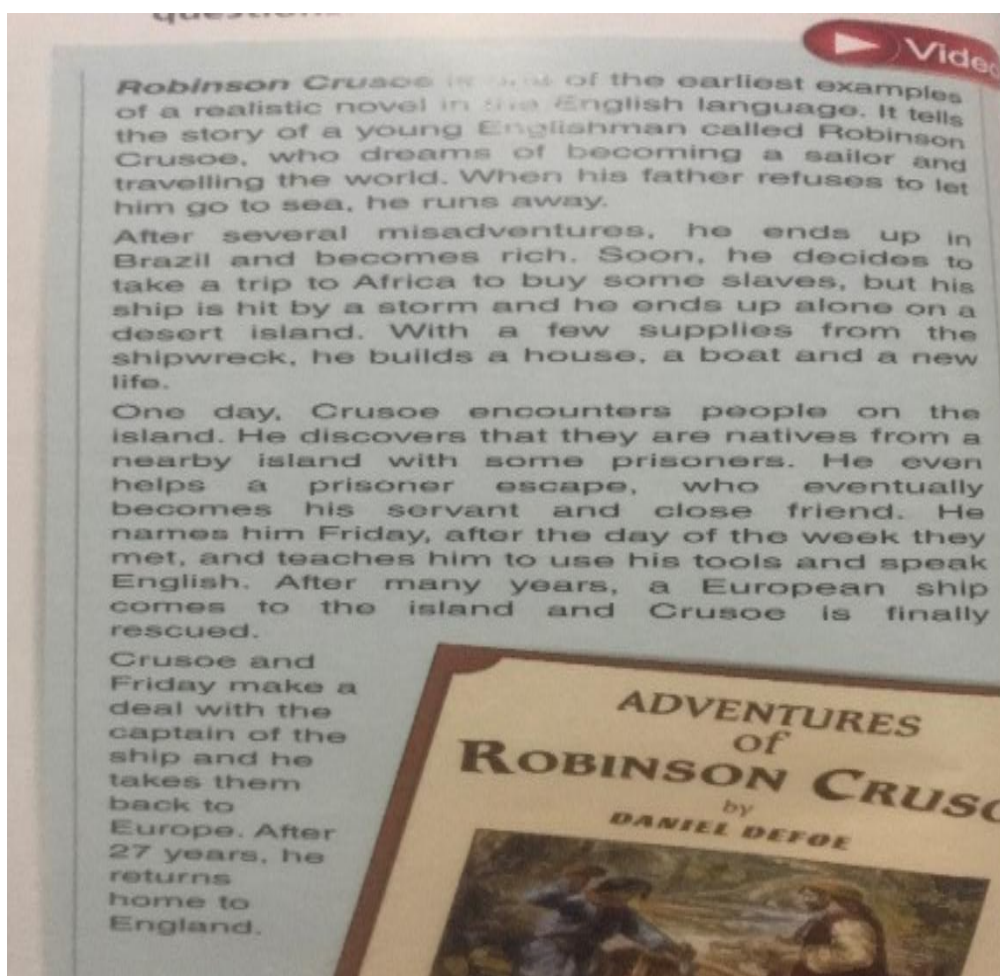 questions
Video
Robinson Crusoe is one of the earliest examples
of a realistic novel in the English language. It tells
the story of a young Englishman called Robinson
Crusoe, who dreams of becoming a sailor and
travelling the world. When his father refuses to let
him go to sea, he runs away.
After several misadventures, he ends up in
Brazil and becomes rich. Soon, he decides to
take a trip to Africa to buy some slaves, but his
ship is hit by a storm and he ends up alone on a
desert island. With a few supplies from the
shipwreck, he builds a house, a boat and a new
life.
One day, Crusoe encounters people on the
island. He discovers that they are natives from a
nearby island with some prisoners. He even
helps a prisoner escape, who eventually
becomes his servant and close friend. He
names him Friday, after the day of the week they
met, and teaches him to use his tools and speak
English. After many years, a European ship
comes to the island and Crusoe is finally
rescued.
Crusoe and
Friday make a
deal with the
captain of the
ship and he
takes them
back to
Europe. After
27 years, he
returns
home to
England.
ADVENTURES
of
ROBINSON CRUSO
by
DANIEL DEFOE